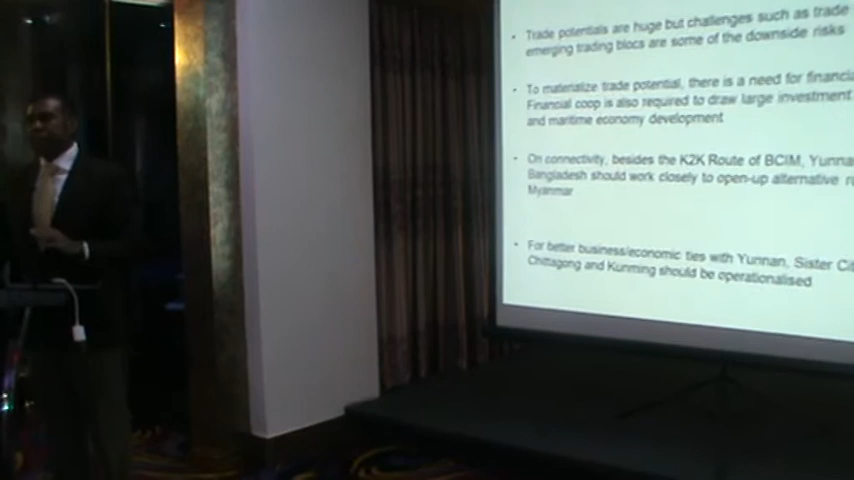 • Trade potentials are huge but challenges such as trade
emerging trading blocs are some of the downside risks
• To materialize trade potential, there is a need for financia
Financial coop is also required to draw large investment
and maritime economy development
• On connectivity, besides the K2K Route of BCIM, Yunna
Bangladesh should work closely to open-up alternative r
Myanmar
• For better business/economic ties with Yunnan, Sister Cit
Chittagong and Kunming should be operationalised